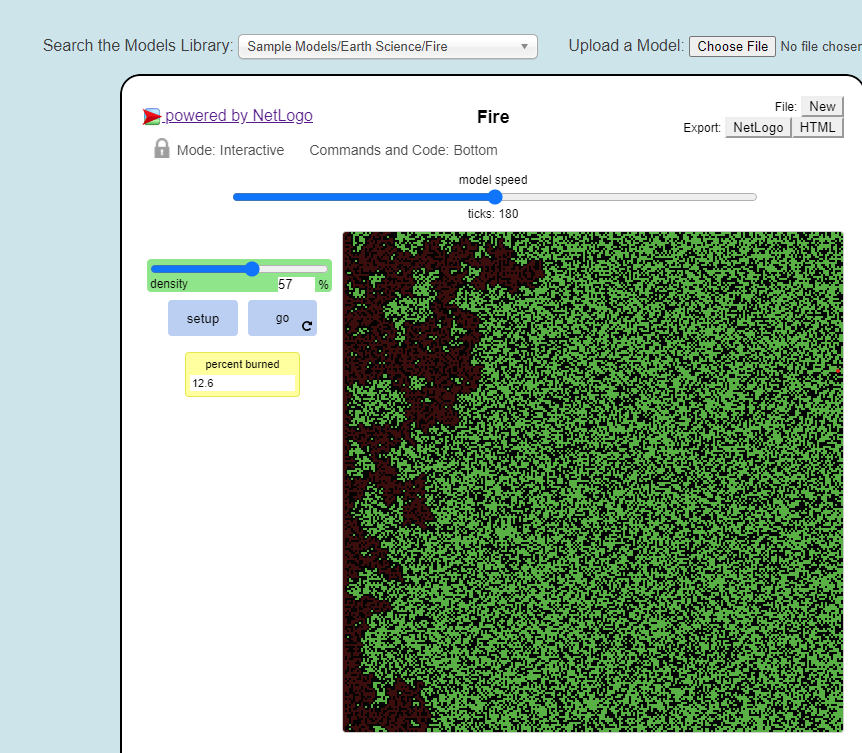 Search the Models Library: Sample Models/Earth Science/Fire Upload a Model: Choose File No file chosen
powered by NetLogo Fire File: New
Export: NetLogo HTML
Mode: Interactive Commands and Code: Bottom
model speed
ticks: 180
density 57 %
setup go
percent burned
12.6